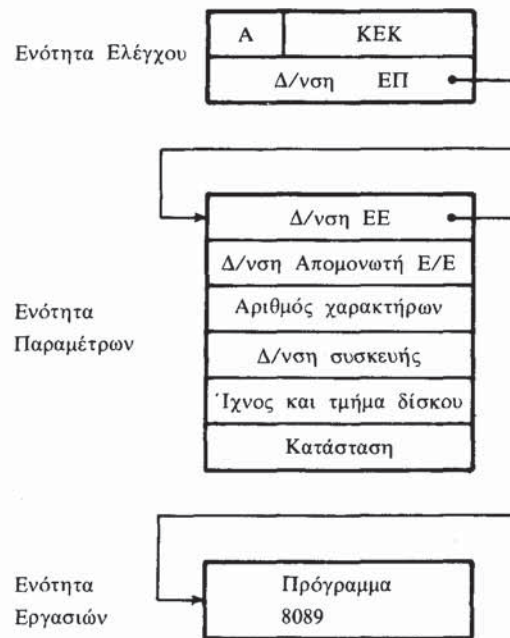 Ενότητα Ελέγχου
Α ΚΕΚ
Δ/νση ΕΠ
Ενότητα
Παραμέτρων
Δ/νση ΕΕ
Δ/νση Απομονωτή Ε/Ε
Αριθμός χαρακτήρων
Δ/νση συσκευής
Ἴχνος και τμήμα δίσκου
Κατάσταση
Ενότητα
Εργασιών
Πρόγραμμα
8089